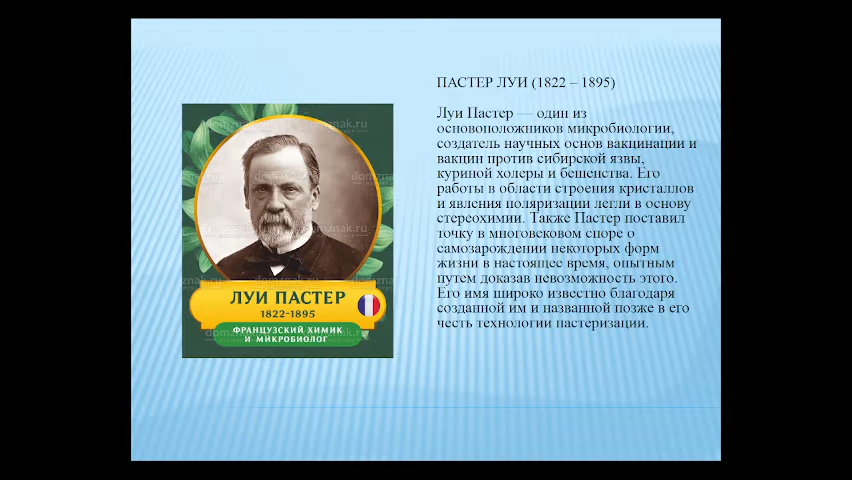 ПАСТЕР ЛУИ (1822 – 1895)
Луи Пастер — один из
основоположников микробиологии,
создатель научных основ вакцинации и
вакцин против сибирской язвы,
куриной холеры и бешенства. Его
работы в области строения кристаллов
и явления поляризации легли в основу
стереохимии. Также Пастер поставил
точку в многовековом споре о
самозарождении некоторых форм
жизни в настоящее время, опытным
путем доказав невозможность этого.
Его имя широко известно благодаря
созданной им и названной позже в его
честь технологии пастеризации.
domznak.ru
ЛУИ ПАСТЕР
1822-1895
ФРАНЦУЗСКИЙ ХИМИК
И МИКРОБИОЛОГ